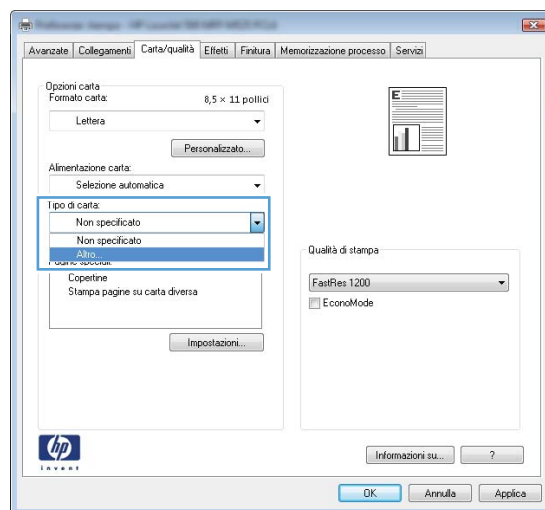 Avanzate Collegamenti Carta/qualità Effetti Finitura Memorizzazione processo Servizi
Opzioni carta
Formato carta: 8,5 × 11 pollici
Lettera
Personalizzato...
Alimentazione carta:
Selezione automatica
Tipo di carta:
Non specificato
Non specificato
Altro...
Copertine
Stampa pagine su carta diversa
Impostazioni...
E
Qualità di stampa
FastRes 1200
EconoMode
hp
invent
Informazioni su... ?
OK Annulla Applica